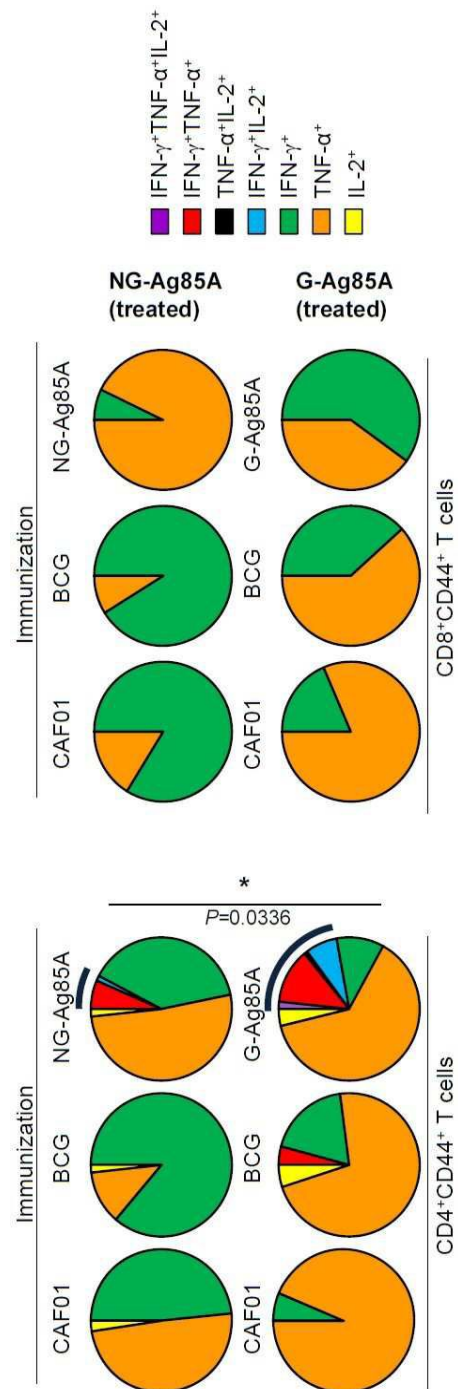 Immunization
CAF01 BCG NG-Ag85A
CAF01 BCG G-Ag85A
CD4⁺CD44⁺ T cells
P=0.0336
*
Immunization
CAF01 BCG NG-Ag85A
NG-Ag85A
(treated)
CAF01 BCG G-Ag85A
G-Ag85A
(treated)
CD8⁺CD44⁺ T cells
IFN-γ⁺TNF-α⁺IL-2⁺
IFN-γ⁺TNF-α⁺
TNF-α⁺IL-2⁺
IFN-γ⁺IL-2⁺
IFN-γ⁺
TNF-α⁺
IL-2⁺